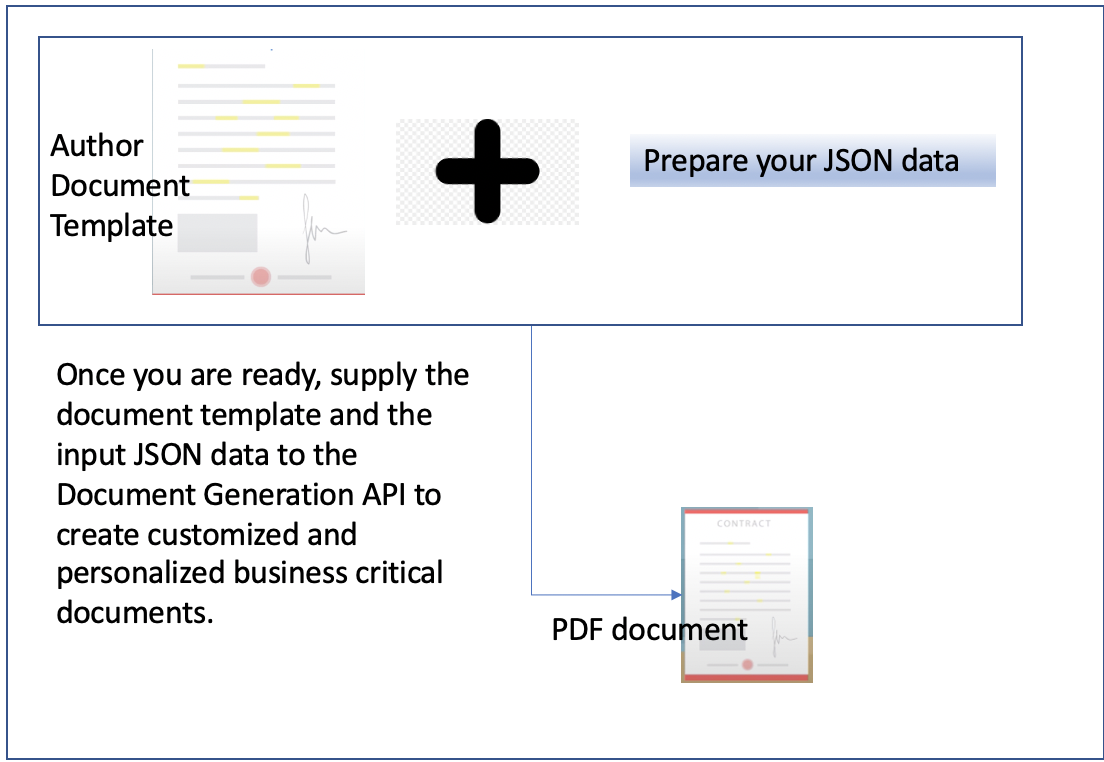 Author
Document
Template
Prepare your JSON data
Once you are ready, supply the
document template and the
input JSON data to the
Document Generation API to
create customized and
personalized business critical
documents.
CONTRACT
PDF document